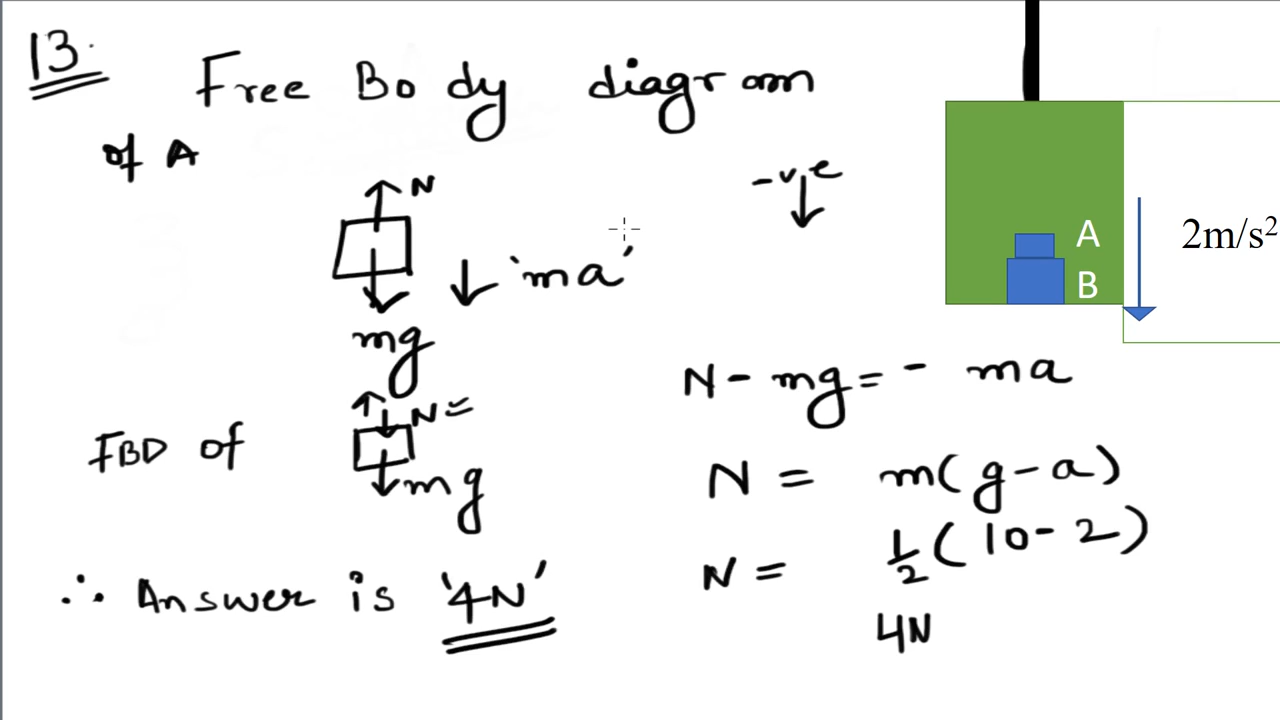 13.
Free Body diagram
of A
N
-ve
'ma'
mg
A
B
2m/s²
N - mg = - ma
FBD of
N =
mg
N = m(g-a)
N = 1/2 (10-2)
4N
∴ Answer is '4N'